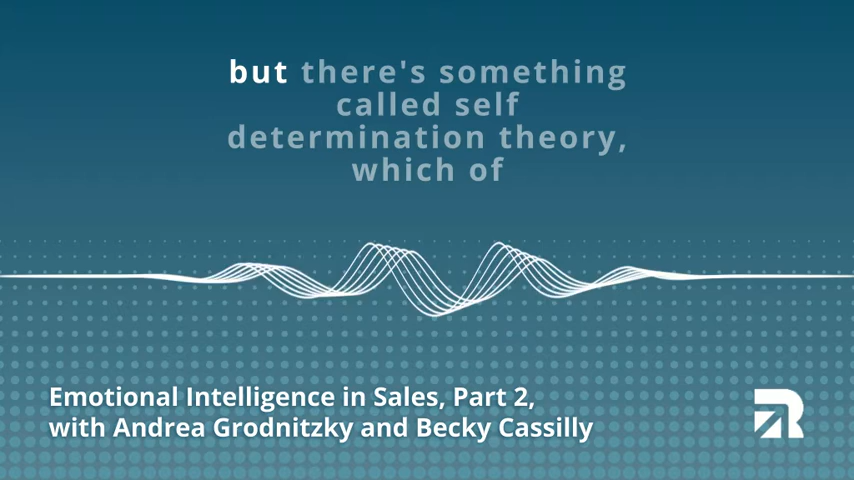 but there's something
called self
determination theory,
which of
Emotional Intelligence in Sales, Part 2,
with Andrea Grodnitzky and Becky Cassilly